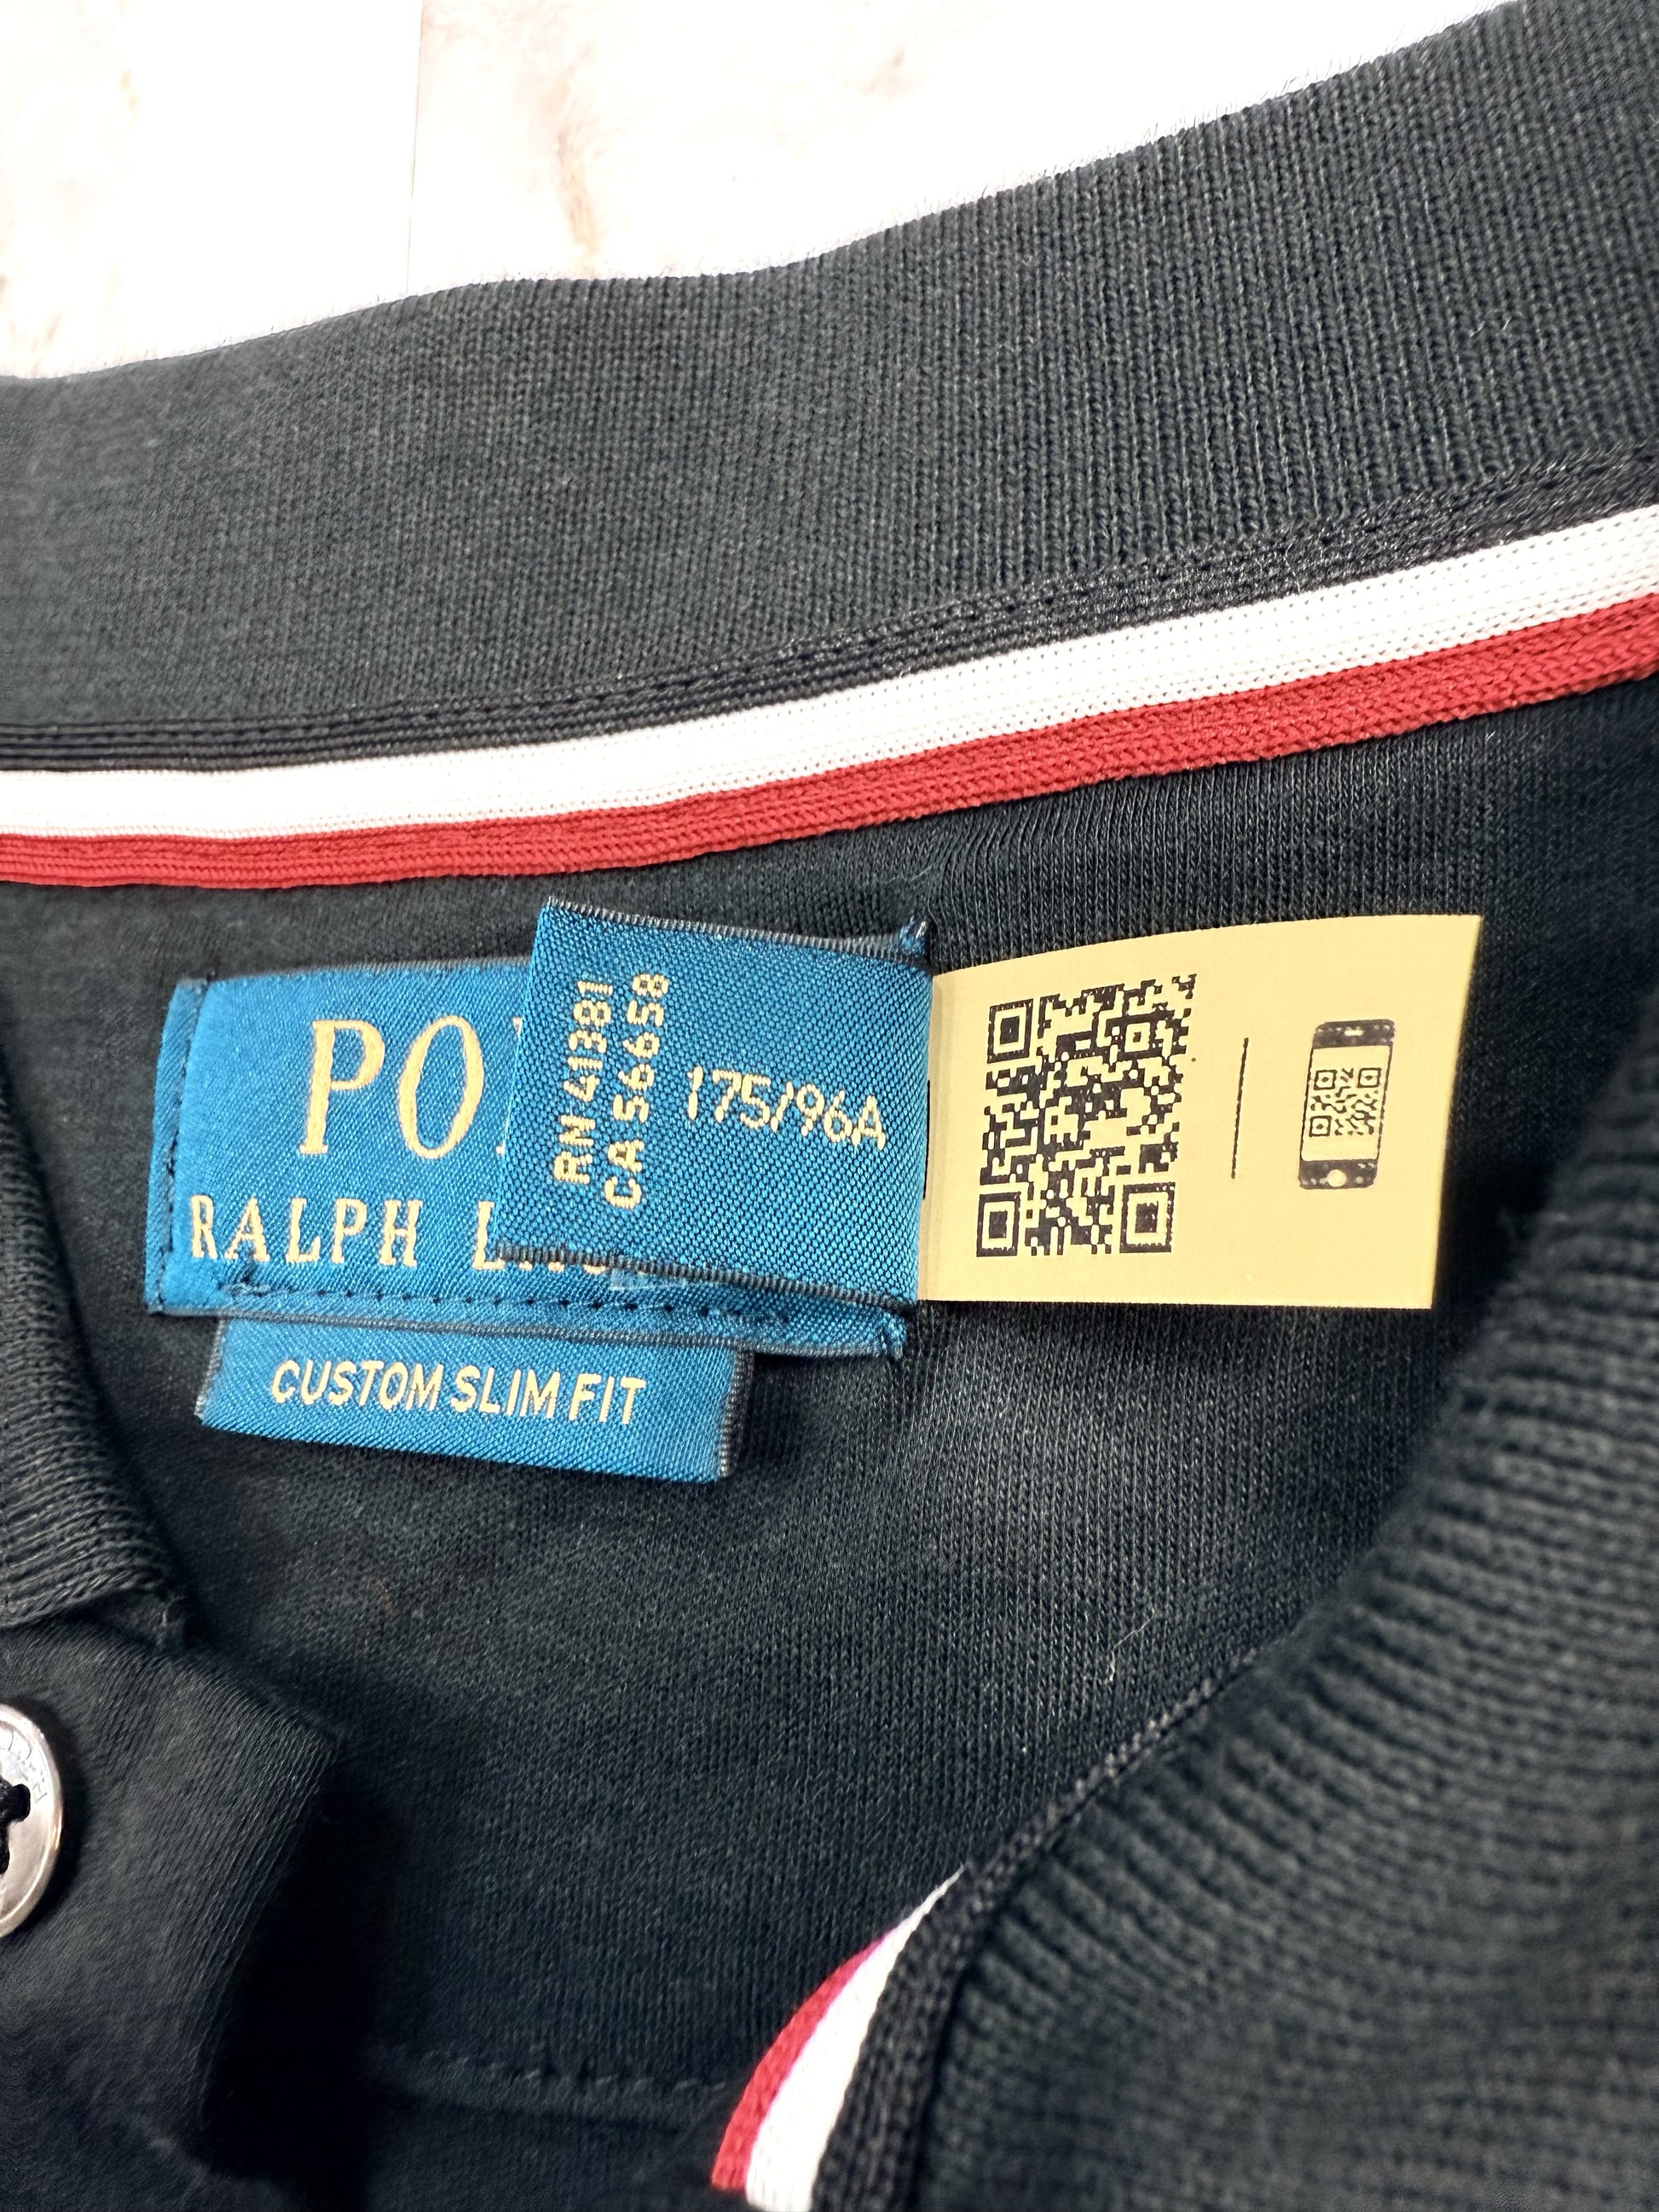 PO
RALPH L
RN 41381
CA 56658
175/96A
CUSTOM SLIM FIT